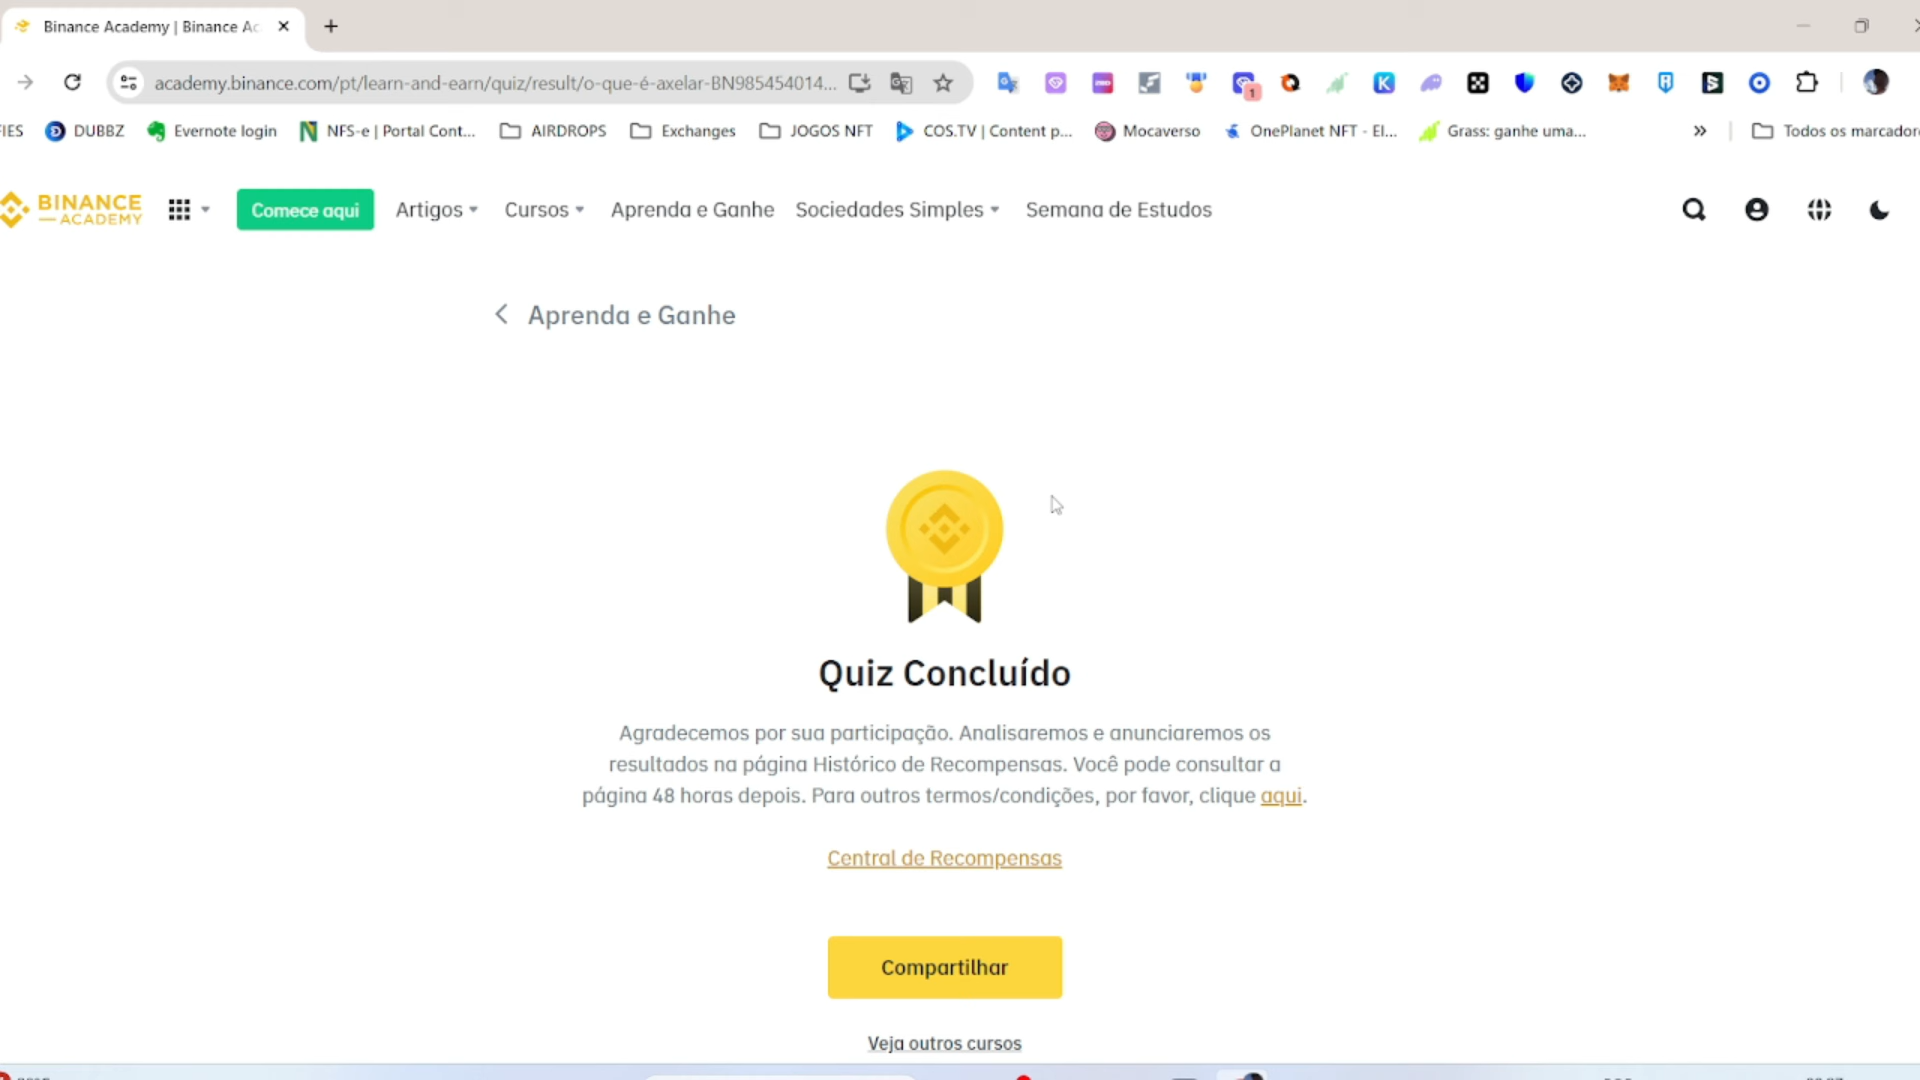 Binance Academy | Binance Ac
academy.binance.com/pt/learn-and-earn/quiz/result/o-que-é-axelar-BN985454014...
1
DUBBZ
Evernote login
NFS-e | Portal Cont...
AIRDROPS
Exchanges
JOGOS NFT
COS.TV | Content p...
Mocaverso
OnePlanet NFT - El...
Grass: ganhe uma...
»
Todos os marcador
BINANCE
ACADEMY
Comece aqui
Artigos
Cursos
Aprenda e Ganhe
Sociedades Simples
Semana de Estudos
Aprenda e Ganhe
Quiz Concluído
Agradecemos por sua participação. Analisaremos e anunciaremos os
resultados na página Histórico de Recompensas. Você pode consultar a
página 48 horas depois. Para outros termos/condições, por favor, clique aqui.
Central de Recompensas
Compartilhar
Veja outros cursos